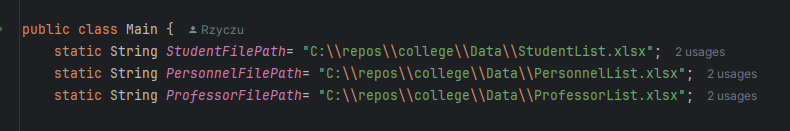 public class Main { Rzyczu
static String StudentFilePath= "C:\\repos\\college\\Data\\StudentList.xlsx"; 2 usages
static String PersonnelFilePath= "C:\\repos\\college\\Data\\PersonnelList.xlsx"; 2 usages
static String ProfessorFilePath= "C:\\repos\\college\\Data\\ProfessorList.xlsx"; 2 usages